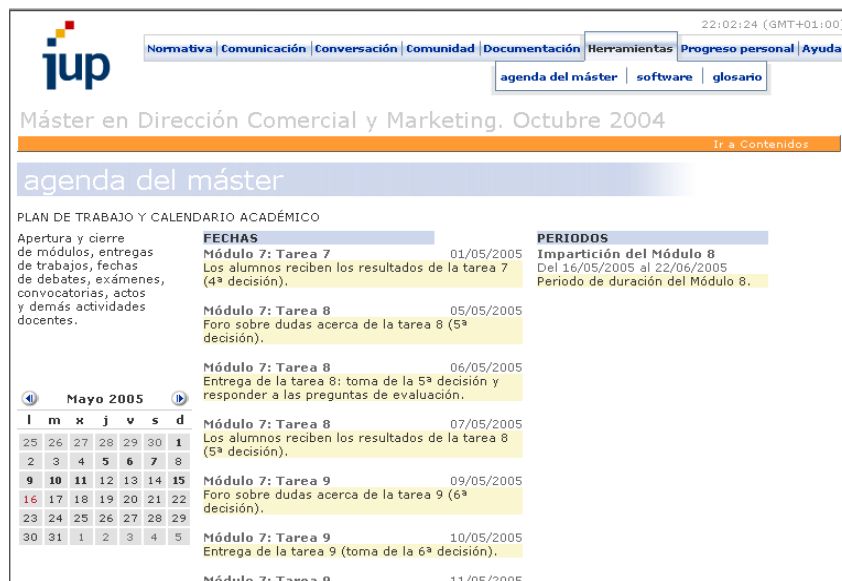 22:02:24 (GMT+01:00)
jup
Normativa Comunicación Conversación Comunidad Documentación Herramientas Progreso personal Ayuda
agenda del máster software glosario
Máster en Dirección Comercial y Marketing. Octubre 2004
Ir a Contenidos
agenda del máster
PLAN DE TRABAJO Y CALENDARIO ACADÉMICO
Apertura y cierre
de módulos, entregas
de trabajos, fechas
de debates, exámenes,
convocatorias, actos
y demás actividades
docentes.
Mayo 2005
l m x j v s d
25 26 27 28 29 30 1
2 3 4 5 6 7 8
9 10 11 12 13 14 15
16 17 18 19 20 21 22
23 24 25 26 27 28 29
30 31 1 2 3 4 5
FECHAS
Módulo 7: Tarea 7 01/05/2005
Los alumnos reciben los resultados de la tarea 7
(4ª decisión).
Módulo 7: Tarea 8 05/05/2005
Foro sobre dudas acerca de la tarea 8 (5ª
decisión).
Módulo 7: Tarea 8 06/05/2005
Entrega de la tarea 8: toma de la 5ª decisión y
responder a las preguntas de evaluación.
Módulo 7: Tarea 8 07/05/2005
Los alumnos reciben los resultados de la tarea 8
(5ª decisión).
Módulo 7: Tarea 9 09/05/2005
Foro sobre dudas acerca de la tarea 9 (6ª
decisión).
Módulo 7: Tarea 9 10/05/2005
Entrega de la tarea 9 (toma de la 6ª decisión).
Módulo 7: Tarea 9 11/05/2005
PERIODOS
Impartición del Módulo 8
Del 16/05/2005 al 22/06/2005
Periodo de duración del Módulo 8.